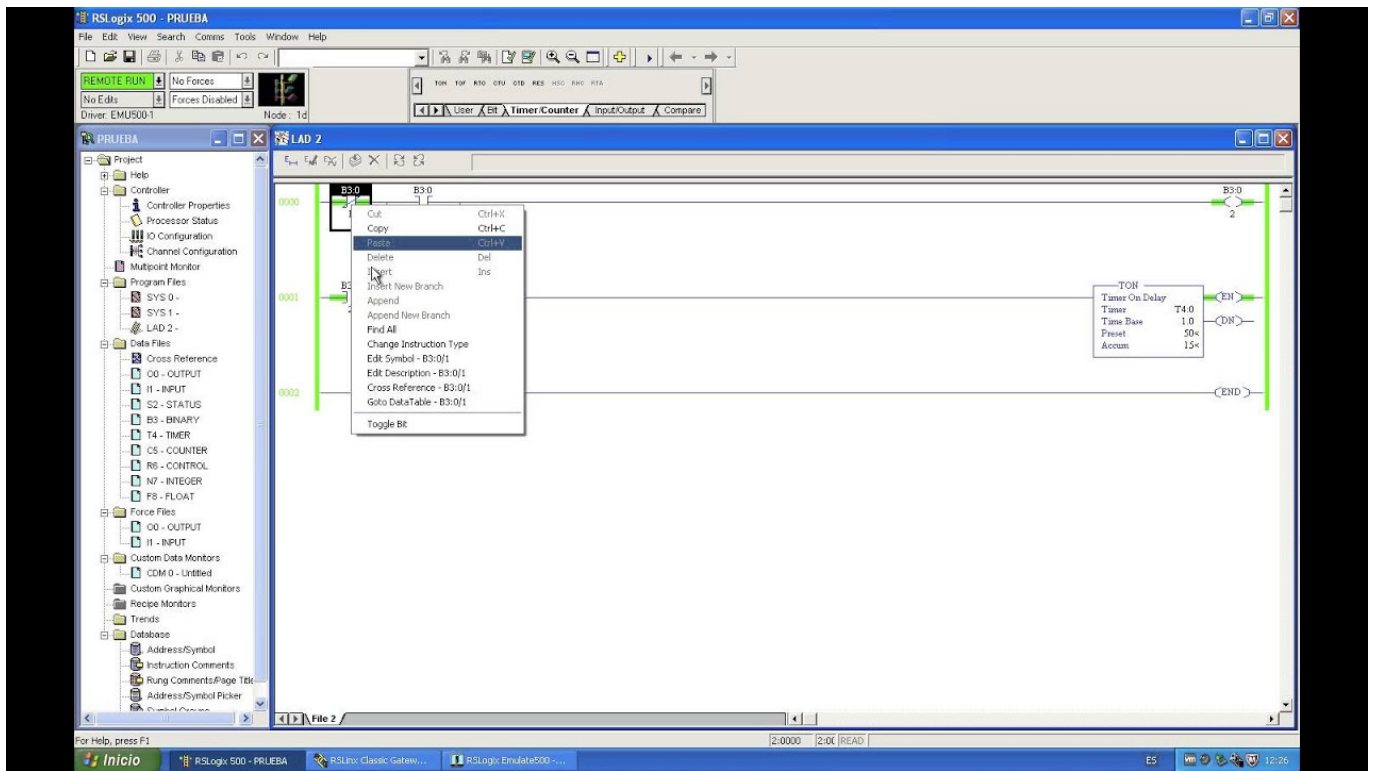 RSLogix 500 - PRUEBA
File Edit View Search Comms Tools Window Help
REMOTE RUN No Forces
No Edits Forces Disabled
Driver: EMU500-1 Node: 1d
TON TOF RTO CTU CTD RES HSC RHC RTA
User Bit Timer/Counter Input/Output Compare
PRUEBA
Project
Help
Controller
Controller Properties
Processor Status
IO Configuration
Channel Configuration
Multipoint Monitor
Program Files
SYS 0 -
SYS 1 -
LAD 2 -
Data Files
Cross Reference
O0 - OUTPUT
I1 - INPUT
S2 - STATUS
B3 - BINARY
T4 - TIMER
C5 - COUNTER
R6 - CONTROL
N7 - INTEGER
F8 - FLOAT
Force Files
O0 - OUTPUT
I1 - INPUT
Custom Data Monitors
CDM 0 - Untitled
Custom Graphical Monitors
Recipe Monitors
Trends
Database
Address/Symbol
Instruction Comments
Rung Comments/Page Title
Address/Symbol Picker
LAD 2
B3:0 B3:0 B3:0
0000
2
Cut Ctrl+X
Copy Ctrl+C
Paste Ctrl+V
Delete Del
Insert Ins
Insert New Branch
Append
Append New Branch
Find All
Change Instruction Type
Edit Symbol - B3:0/1
Edit Description - B3:0/1
Cross Reference - B3:0/1
Goto DataTable - B3:0/1
Toggle Bit
0001
TON
Timer On Delay EN
Timer T4:0
Time Base 1.0 DN
Preset 50<
Accum 15<
0002 END
File 2
For Help, press F1 2:0000 READ
Inicio RSLogix 500 - PRUEBA RSLinx Classic Gatew... RSLogix Emulate500 -... ES 12:26